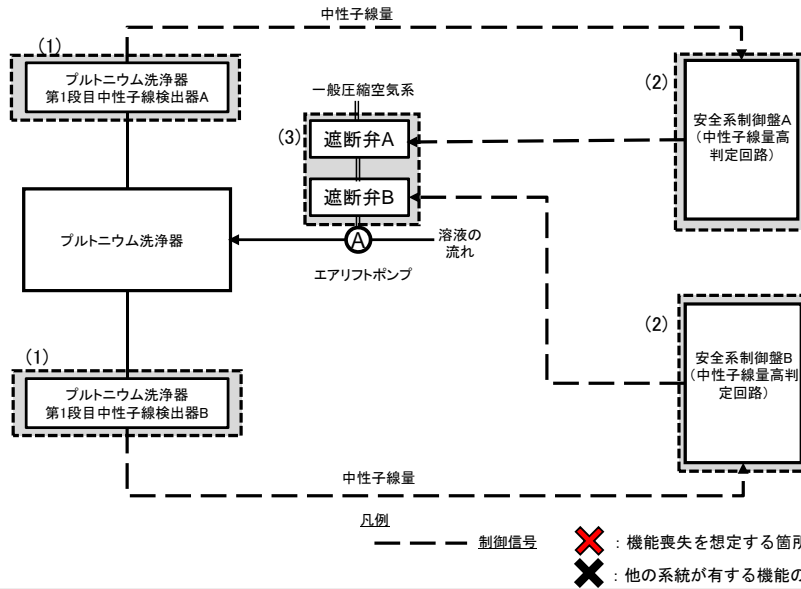 中性子線量
(1)
プルトニウム洗浄器
第1段目中性子線検出器A
一般圧縮空気系
(3)
遮断弁A
遮断弁B
(2)
安全系制御盤A
(中性子線量高
判定回路)
プルトニウム洗浄器
A
溶液の
流れ
エアリフトポンプ
(1)
プルトニウム洗浄器
第1段目中性子線検出器B
(2)
安全系制御盤B
(中性子線量高判
定回路)
中性子線量
凡例
制御信号
：機能喪失を想定する箇所
：他の系統が有する機能の